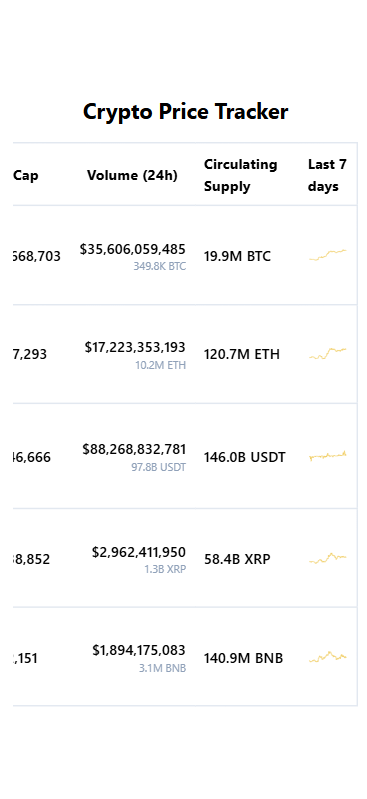 Crypto Price Tracker
Cap Volume (24h) Circulating Supply Last 7 days
668,703 $35,606,059,485 19.9M BTC
349.8K BTC
7,293 $17,223,353,193 120.7M ETH
10.2M ETH
46,666 $88,268,832,781 146.0B USDT
97.8B USDT
38,852 $2,962,411,950 58.4B XRP
1.3B XRP
,151 $1,894,175,083 140.9M BNB
3.1M BNB